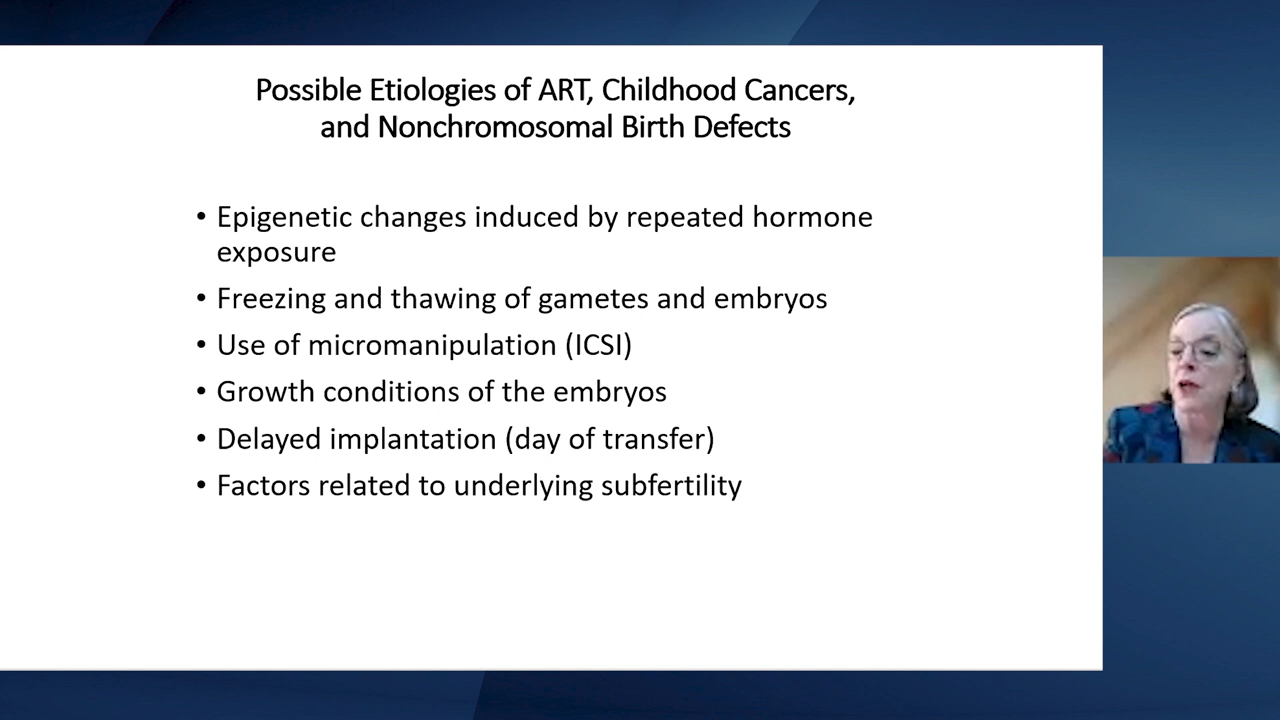 Possible Etiologies of ART, Childhood Cancers,
and Nonchromosomal Birth Defects
• Epigenetic changes induced by repeated hormone
exposure
• Freezing and thawing of gametes and embryos
• Use of micromanipulation (ICSI)
• Growth conditions of the embryos
• Delayed implantation (day of transfer)
• Factors related to underlying subfertility